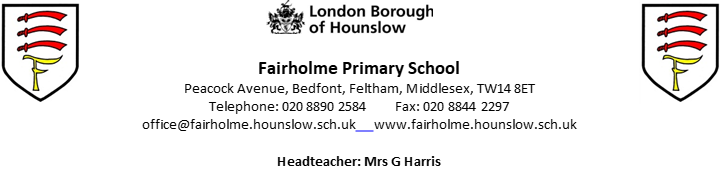 London Borough
of Hounslow
Fairholme Primary School
Peacock Avenue, Bedfont, Feltham, Middlesex, TW14 8ET
Telephone: 020 8890 2584 Fax: 020 8844 2297
office@fairholme.hounslow.sch.uk www.fairholme.hounslow.sch.uk
Headteacher: Mrs G Harris